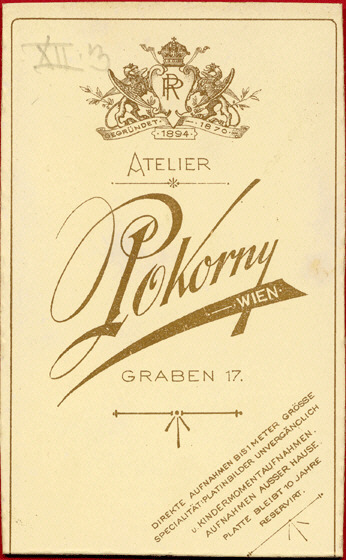 XII. 13
PR
GEGRÜNDET 1870
1894
ATELIER
Pokorny
WIEN
GRABEN 17.
DIREKTE AUFNAHMEN BIS 1 METER GRÖSSE
SPECIALITÄT: PLATINBILDER UNVERGÄNGLICH
U. KINDERMOMENTAUFNAHMEN.
AUFNAHMEN AUSSER HAUSE.
PLATTE BLEIBT 10 JAHRE
RESERVIRT.